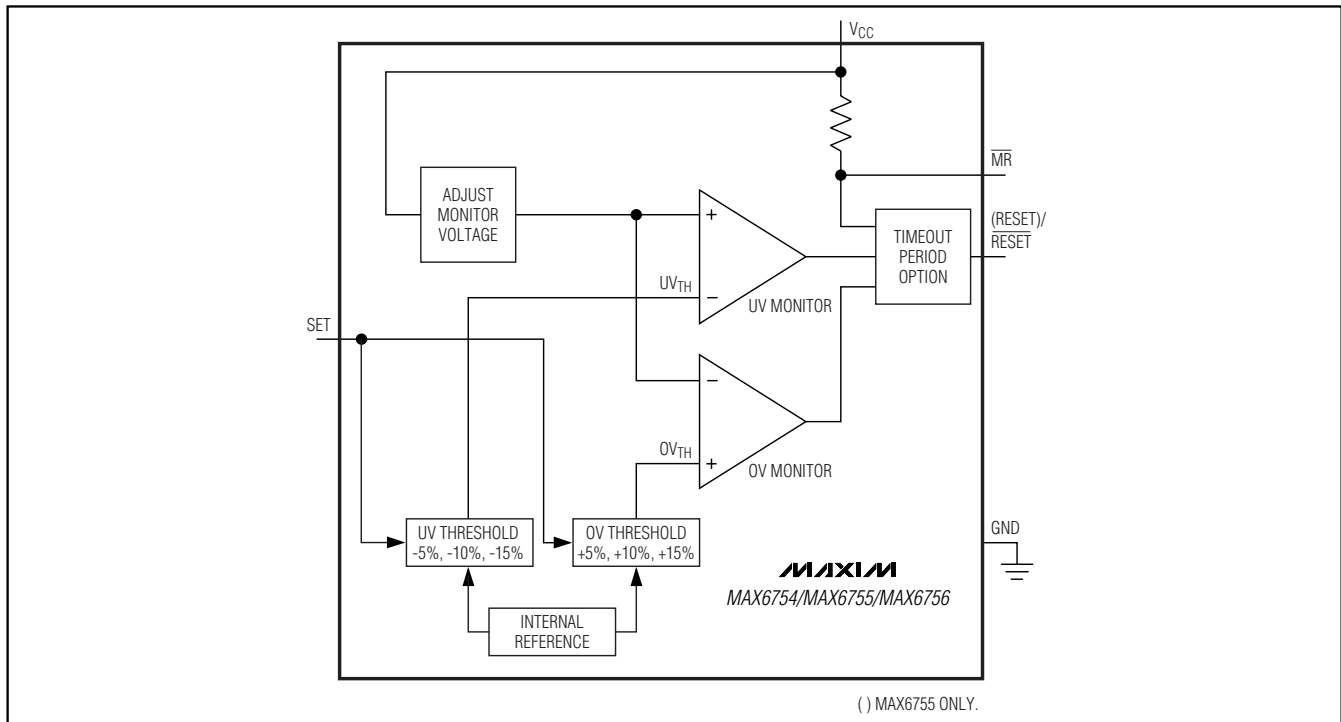 VCC
MR
ADJUST
MONITOR
VOLTAGE
+
UVTH
−
UV MONITOR
TIMEOUT
PERIOD
OPTION
(RESET)/
RESET
SET
−
OVTH
+
OV MONITOR
UV THRESHOLD
-5%, -10%, -15%
OV THRESHOLD
+5%, +10%, +15%
GND
INTERNAL
REFERENCE
MAXIM
MAX6754/MAX6755/MAX6756
( ) MAX6755 ONLY.